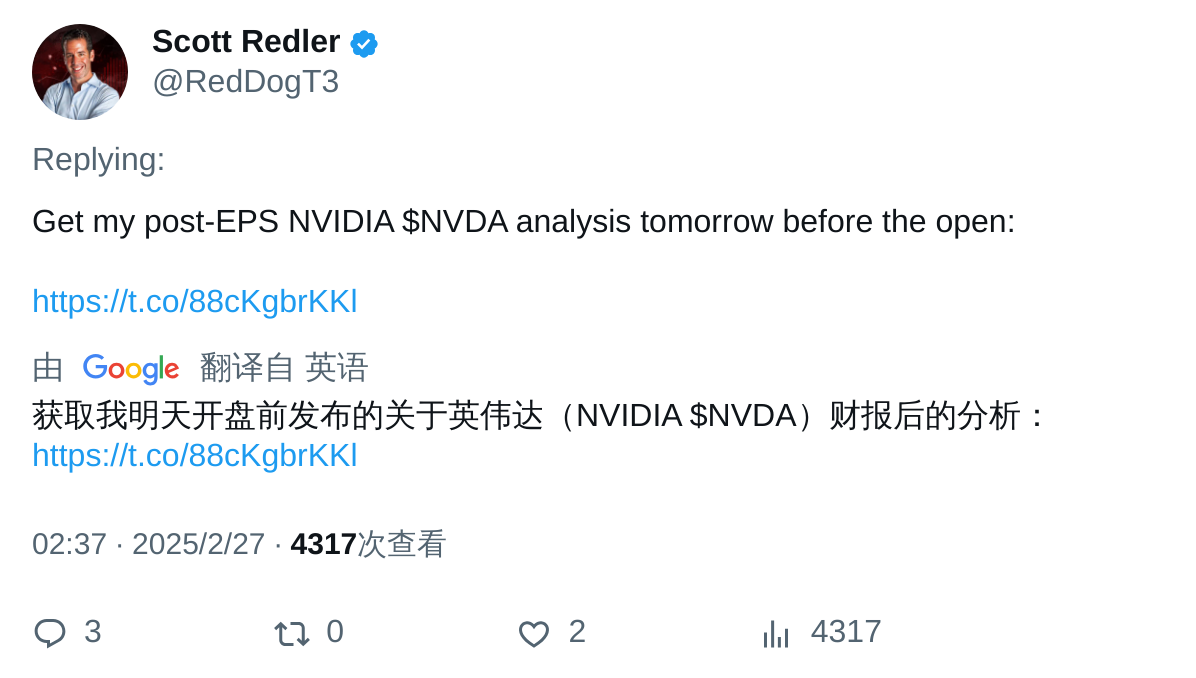 Scott Redler
@RedDogT3
Replying:
Get my post-EPS NVIDIA $NVDA analysis tomorrow before the open:
https://t.co/88cKgbrKKl
由 Google 翻译自 英语
获取我明天开盘前发布的关于英伟达（NVIDIA $NVDA）财报后的分析：
https://t.co/88cKgbrKKl
02:37 · 2025/2/27 · 4317次查看
3 0 2 4317